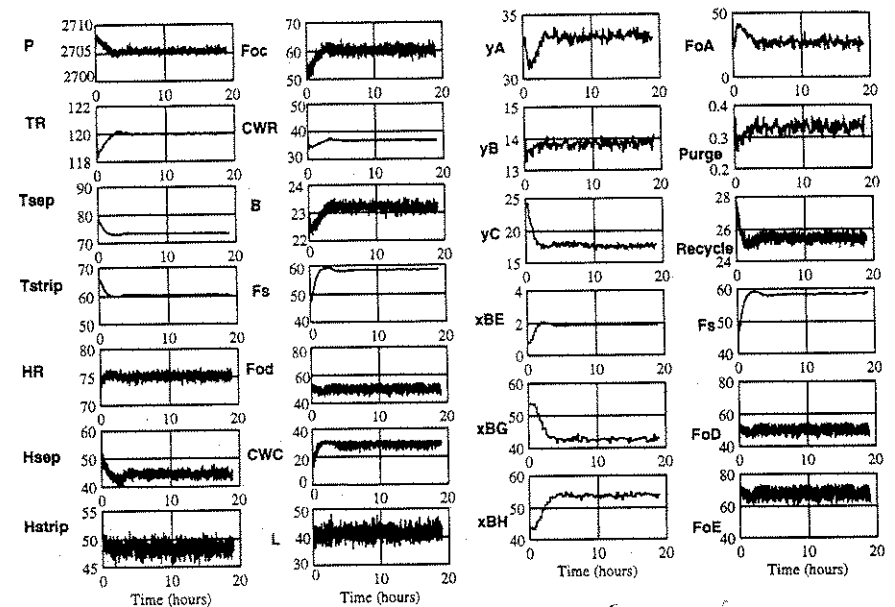 P
2710
2705
2700
0 10 20
Foc
70
60
50
0 10 20
TR
122
120
118
0 10 20
CWR
50
40
30
0 10 20
Tsep
90
80
70
0 10 20
B
24
23
22
0 10 20
Tstrip
70
60
50
0 10 20
Fs
60
50
40
0 10 20
HR
80
75
70
0 10 20
Fod
80
60
40
0 10 20
Hsep
60
50
40
0 10 20
CWC
40
20
0
0 10 20
Hstrip
55
50
45
0 10 20
Time (hours)
L
50
40
30
0 10 20
Time (hours)
yA
35
30
0 10 20
FoA
50
0
0 10 20
yB
15
14
13
0 10 20
Purge
0.4
0.3
0.2
0 10 20
yC
25
20
15
0 10 20
Recycle
28
26
24
0 10 20
xBE
4
2
0
0 10 20
Fs
60
50
40
0 10 20
xBG
60
50
40
0 10 20
FoD
80
60
40
0 10 20
xBH
60
50
40
0 10 20
Time (hours)
FoE
80
60
40
0 10 20
Time (hours)